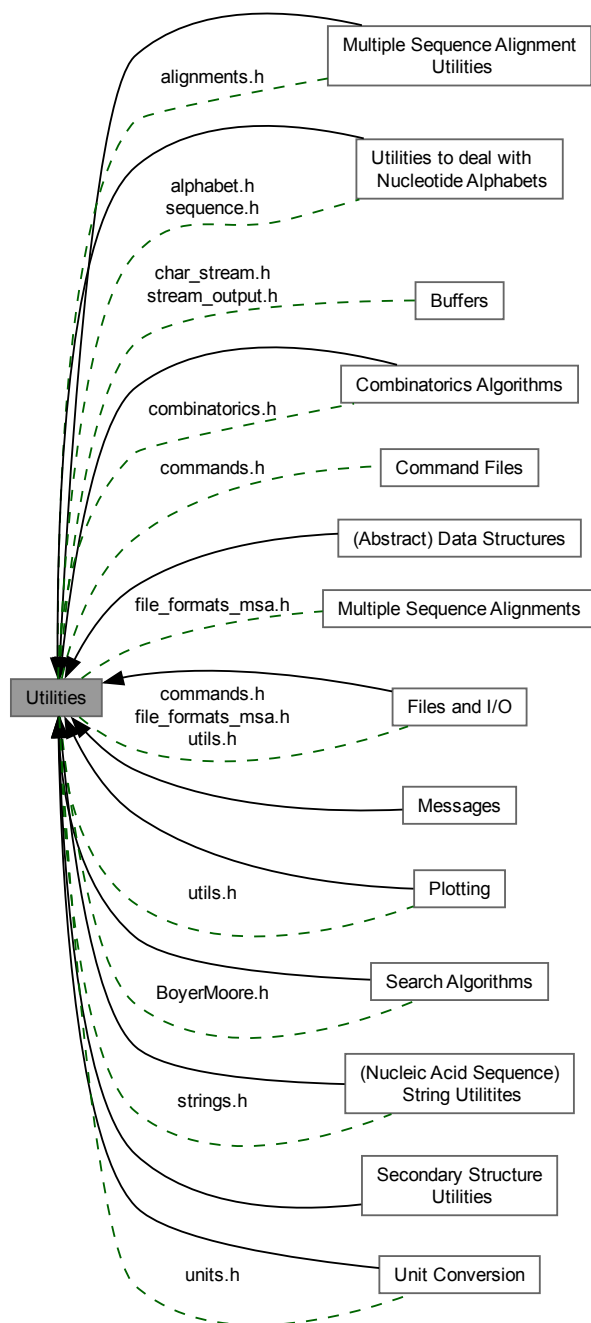 Multiple Sequence Alignment
Utilities
alignments.h
Utilities to deal with
Nucleotide Alphabets
alphabet.h
sequence.h
char_stream.h
stream_output.h
Buffers
Combinatorics Algorithms
combinatorics.h
commands.h
Command Files
(Abstract) Data Structures
file_formats_msa.h
Multiple Sequence Alignments
Utilities
commands.h
file_formats_msa.h
utils.h
Files and I/O
Messages
Plotting
utils.h
Search Algorithms
BoyerMoore.h
(Nucleic Acid Sequence)
String Utilitites
strings.h
Secondary Structure
Utilities
Unit Conversion
units.h